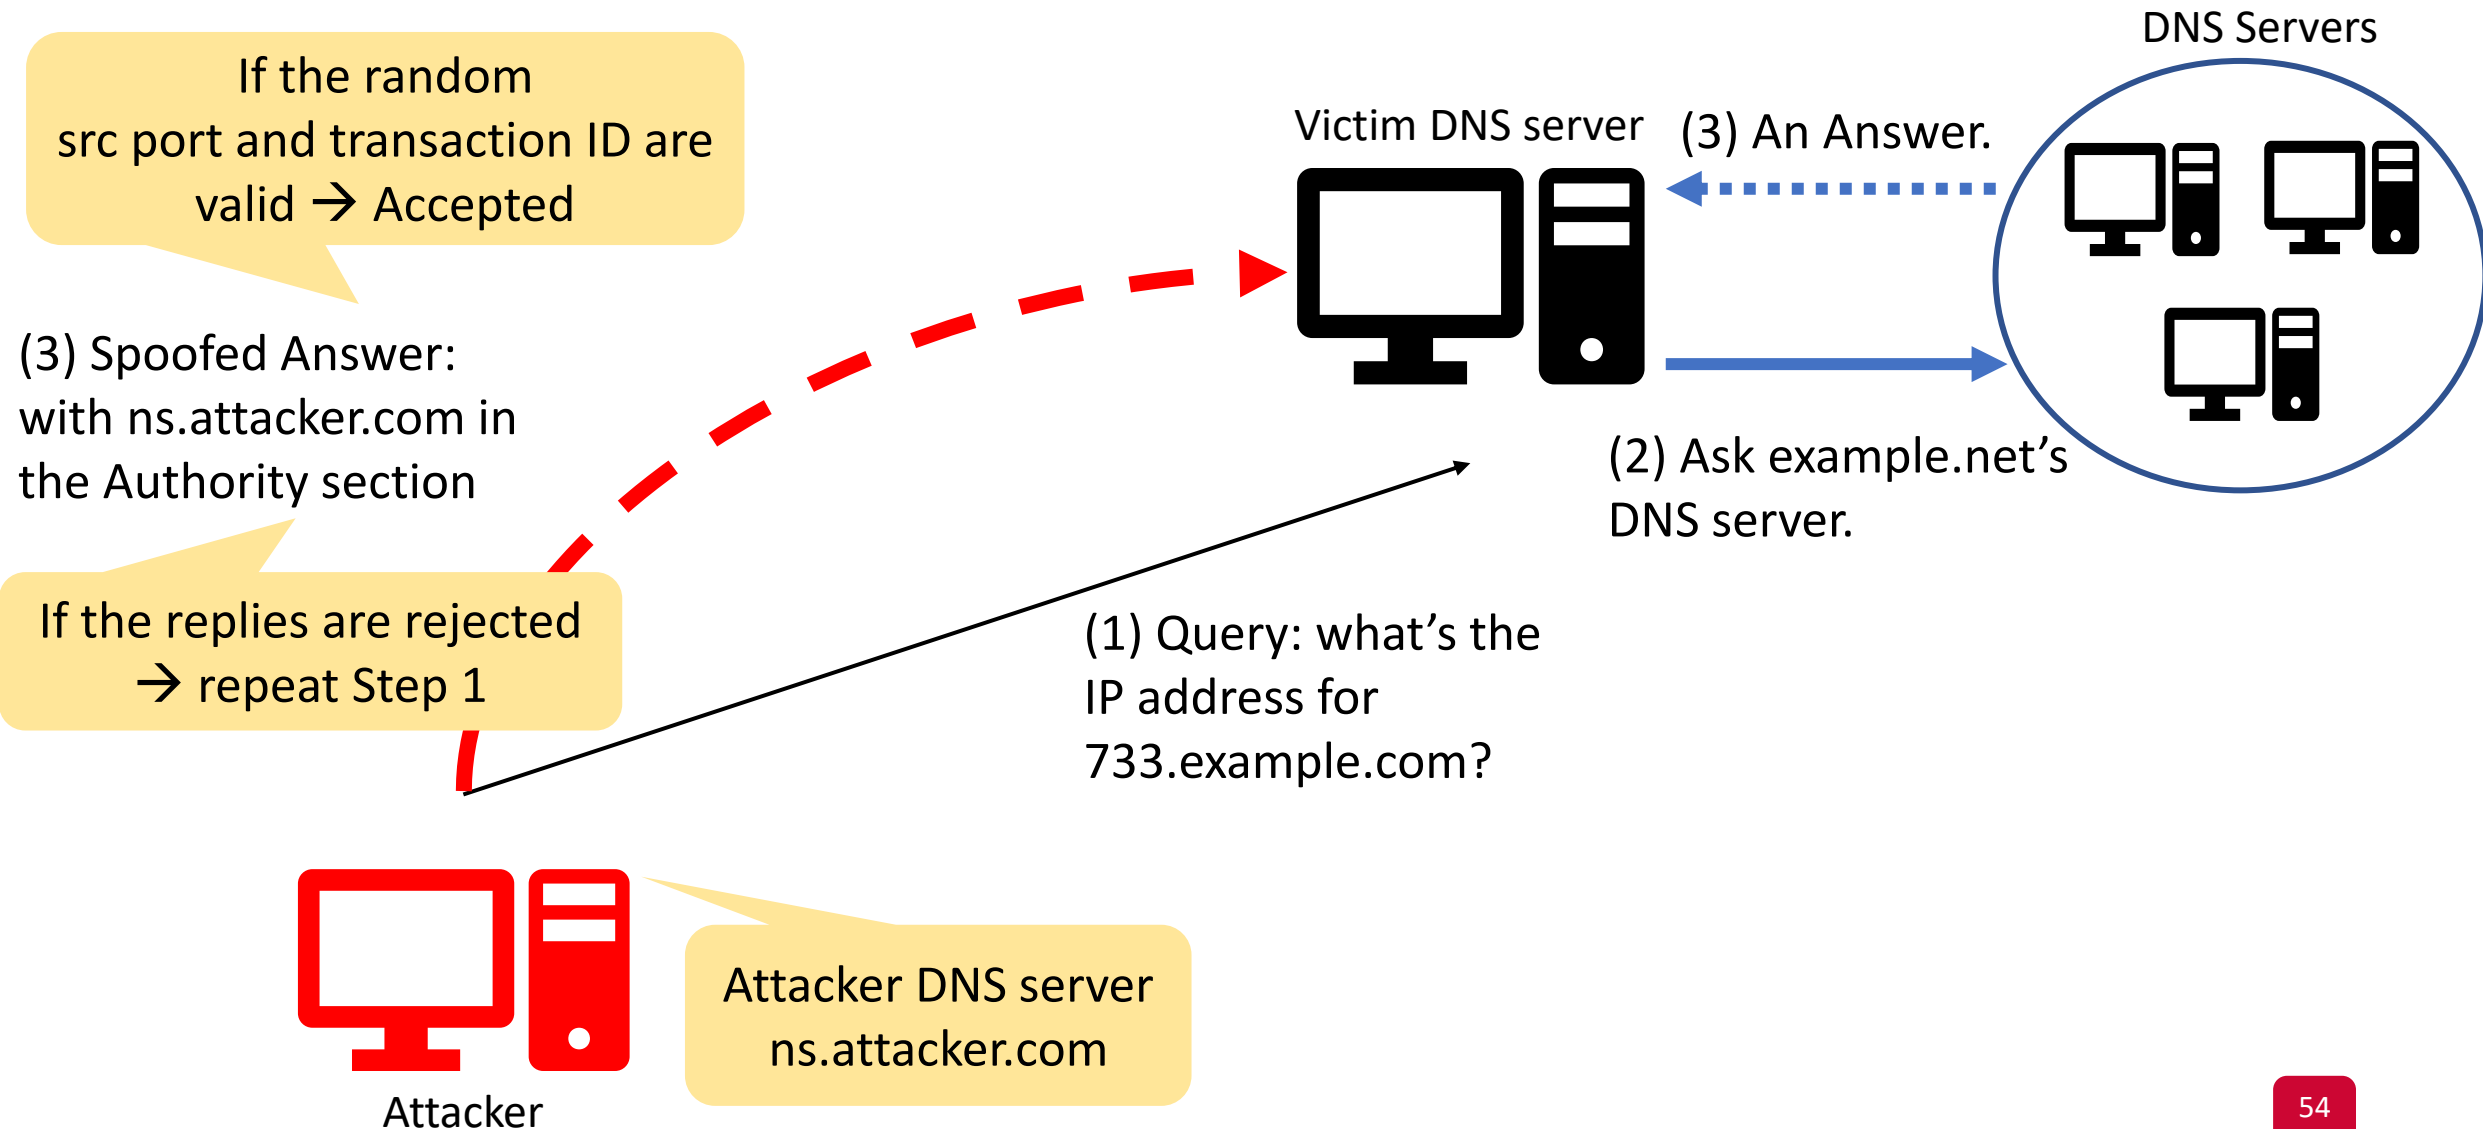 DNS Servers
If the random
src port and transaction ID are
valid → Accepted
Victim DNS server
(3) An Answer.
(3) Spoofed Answer:
with ns.attacker.com in
the Authority section
(2) Ask example.net’s
DNS server.
If the replies are rejected
→ repeat Step 1
(1) Query: what’s the
IP address for
733.example.com?
Attacker DNS server
ns.attacker.com
Attacker
54